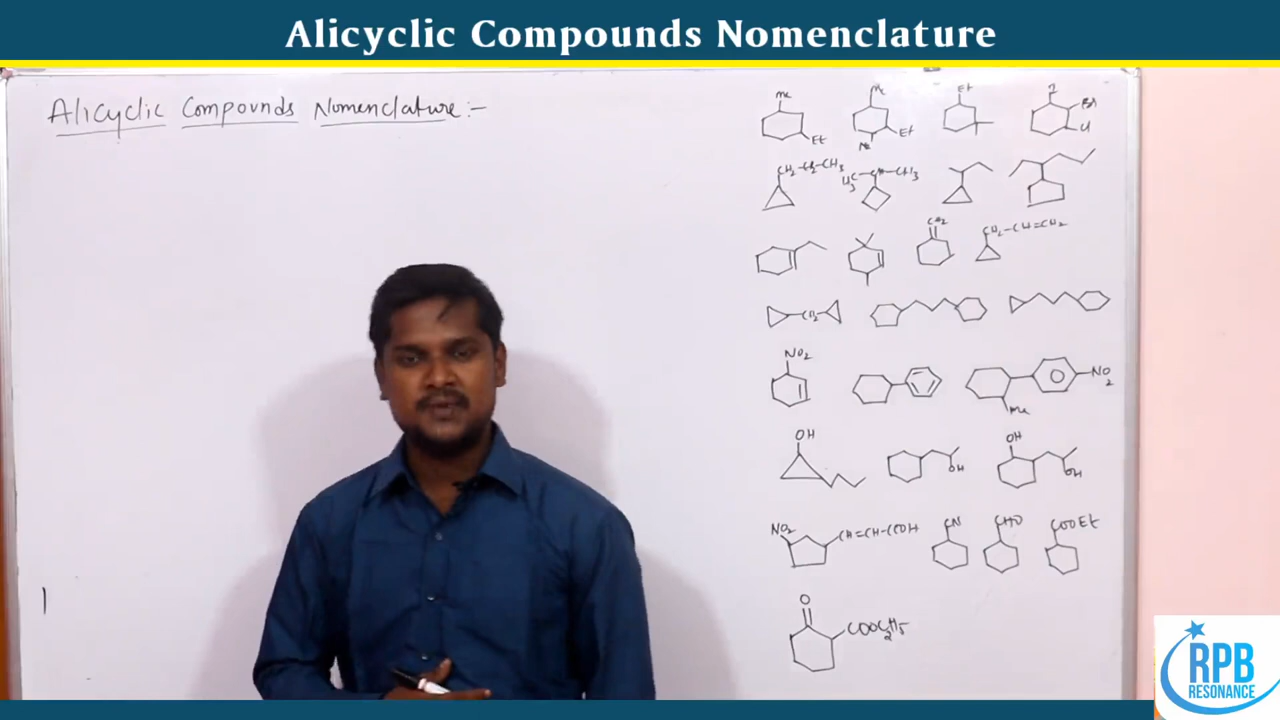 Alicyclic Compounds Nomenclature
Alicyclic Compounds Nomenclature :-
Me Me Et
Et Et Br
Cl
CH2-CH2-CH3 H3C-CH-CH3
CH2 CH2-CH=CH2
CH2
NO2
NO2
Me
OH OH
OH OH
NO2 CH=CH-COOH CN CHO COOEt
O
COOC2H5
RPB
RESONANCE